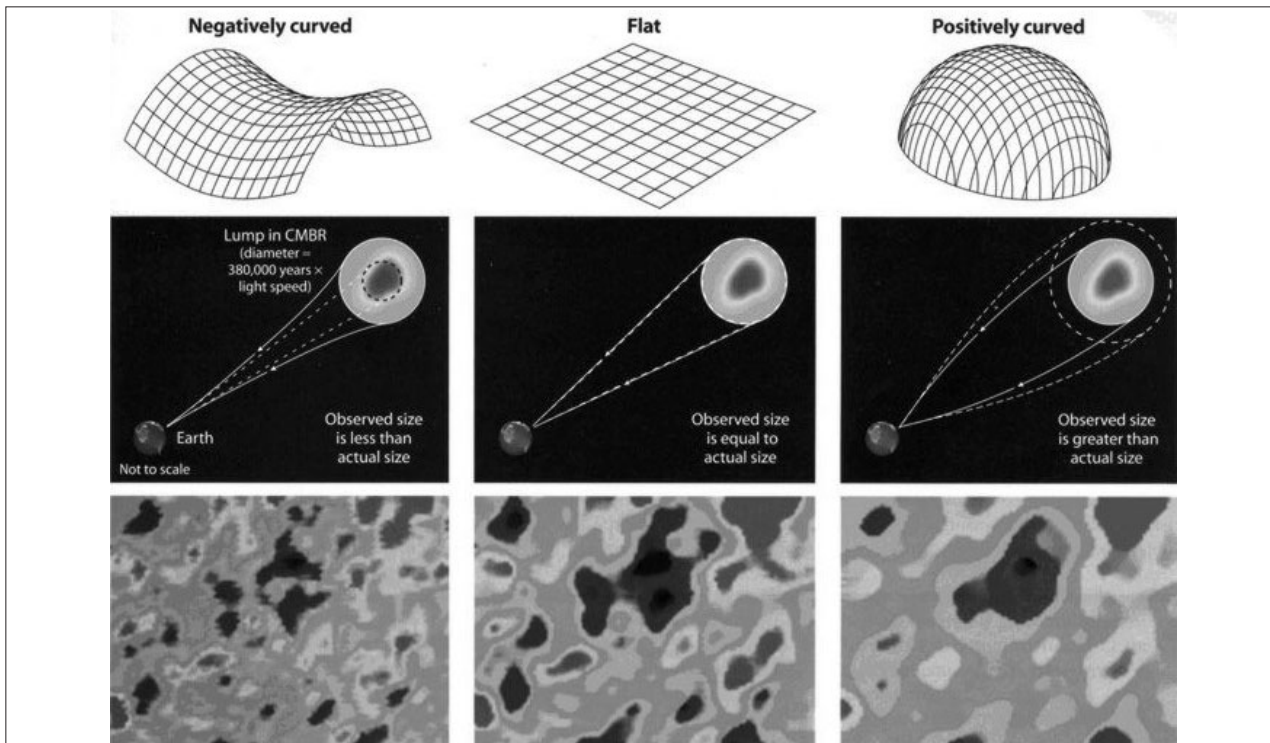 Negatively curved
Flat
Positively curved
Lump in CMBR
(diameter =
380,000 years ×
light speed)
Earth
Not to scale
Observed size
is less than
actual size
Observed size
is equal to
actual size
Observed size
is greater than
actual size